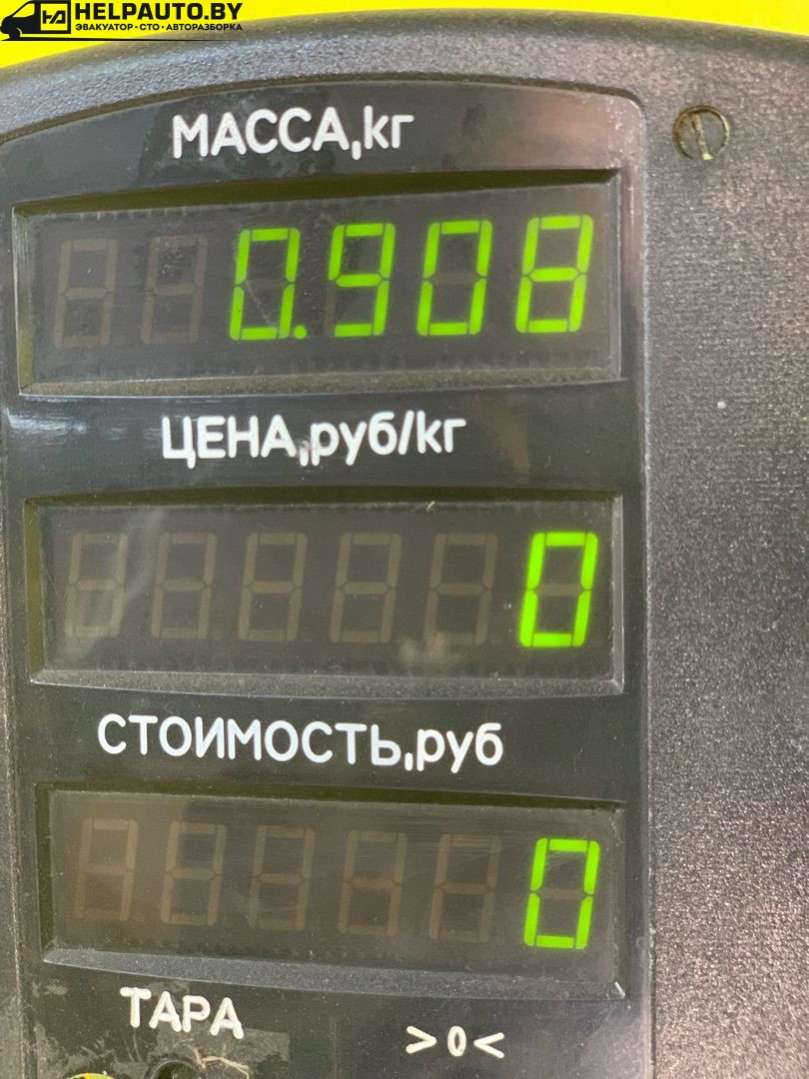 HELPAUTO.BY
ЭВАКУАТОР • СТО • АВТОРАЗБОРКА
МАССА,кг
0.908
ЦЕНА,руб/кг
0
СТОИМОСТЬ,руб
0
ТАРА >0<